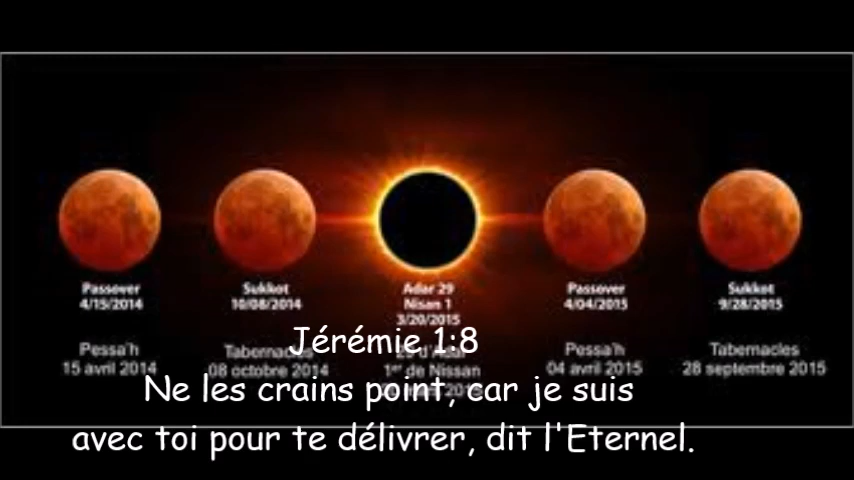 Passover
4/15/2014
Sukkot
10/08/2014
Adar 29
Nisan 1
3/20/2015
Passover
4/04/2015
Sukkot
9/28/2015
Pessa'h
15 avril 2014
Tabernacles
08 octobre 2014
1er de Nissan
Pessa'h
04 avril 2015
Tabernacles
28 septembre 2015
Jérémie 1:8
Ne les crains point, car je suis
avec toi pour te délivrer, dit l'Eternel.